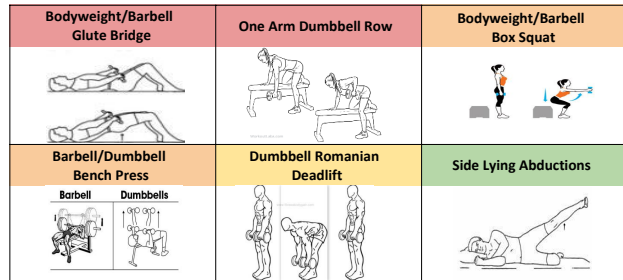 Bodyweight/Barbell
Glute Bridge
One Arm Dumbbell Row
Bodyweight/Barbell
Box Squat
Barbell/Dumbbell
Bench Press
Dumbbell Romanian
Deadlift
Side Lying Abductions
Barbell
Dumbbells